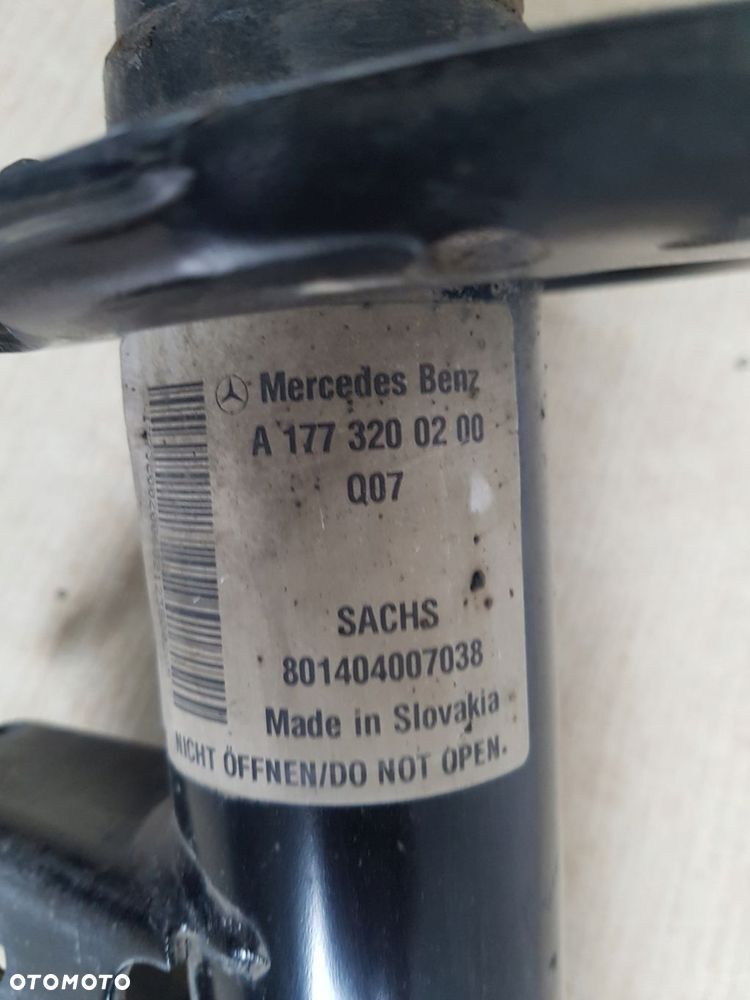 Mercedes Benz
A 177 320 02 00
Q07
SACHS
801404007038
Made in Slovakia
NICHT ÖFFNEN/DO NOT OPEN.
OTOMOTO